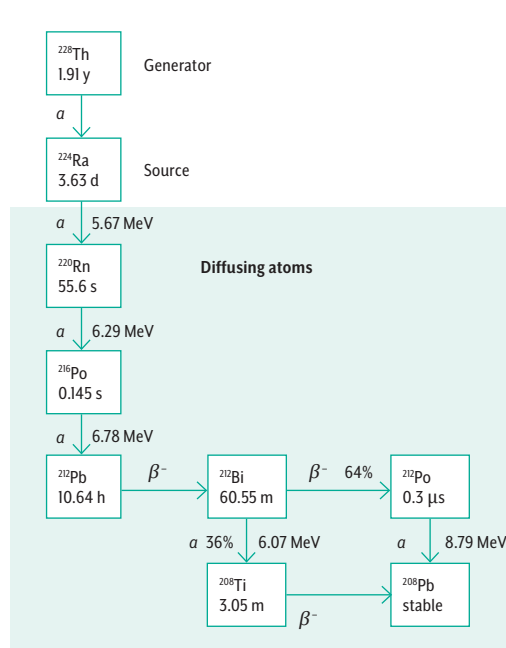 ²²⁸Th
1.91 y
Generator
a
²²⁴Ra
3.63 d
Source
a 5.67 MeV
²²⁰Rn
55.6 s
Diffusing atoms
a 6.29 MeV
²¹⁶Po
0.145 s
a 6.78 MeV
²¹²Pb
10.64 h
β⁻
²¹²Bi
60.55 m
β⁻ 64%
²¹²Po
0.3 µs
a 36% 6.07 MeV
a 8.79 MeV
²⁰⁸Ti
3.05 m
β⁻
²⁰⁸Pb
stable